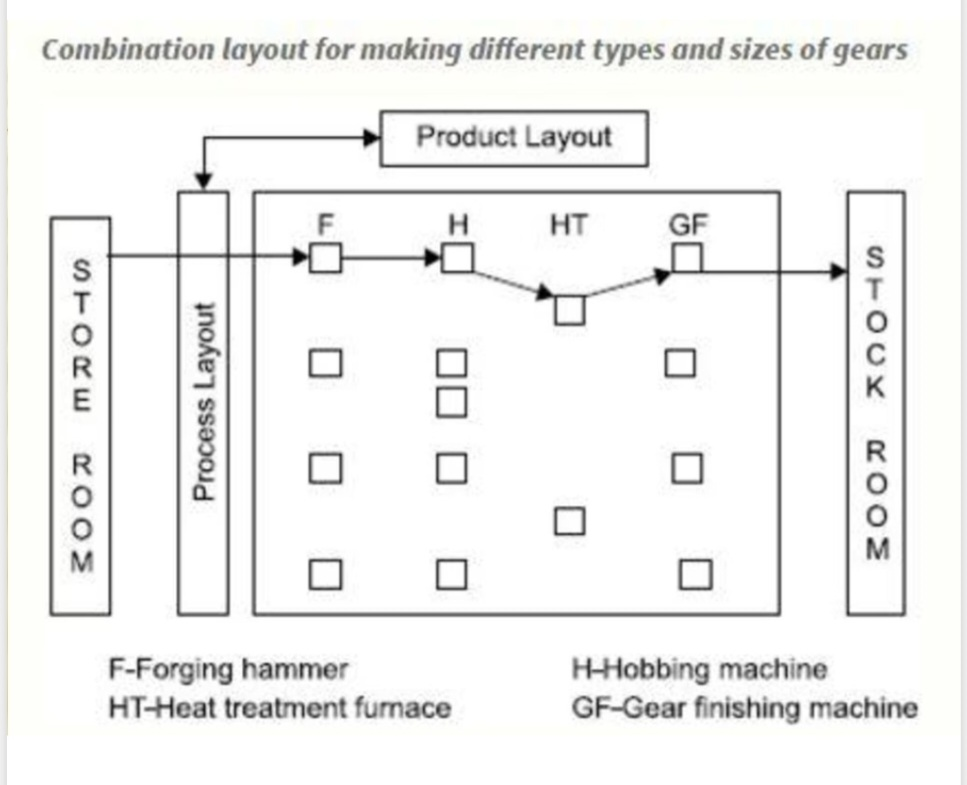 Combination layout for making different types and sizes of gears
Product Layout
F H HT GF
STORE ROOM
Process Layout
STOCK ROOM
F-Forging hammer
H-Hobbing machine
HT-Heat treatment furnace
GF-Gear finishing machine